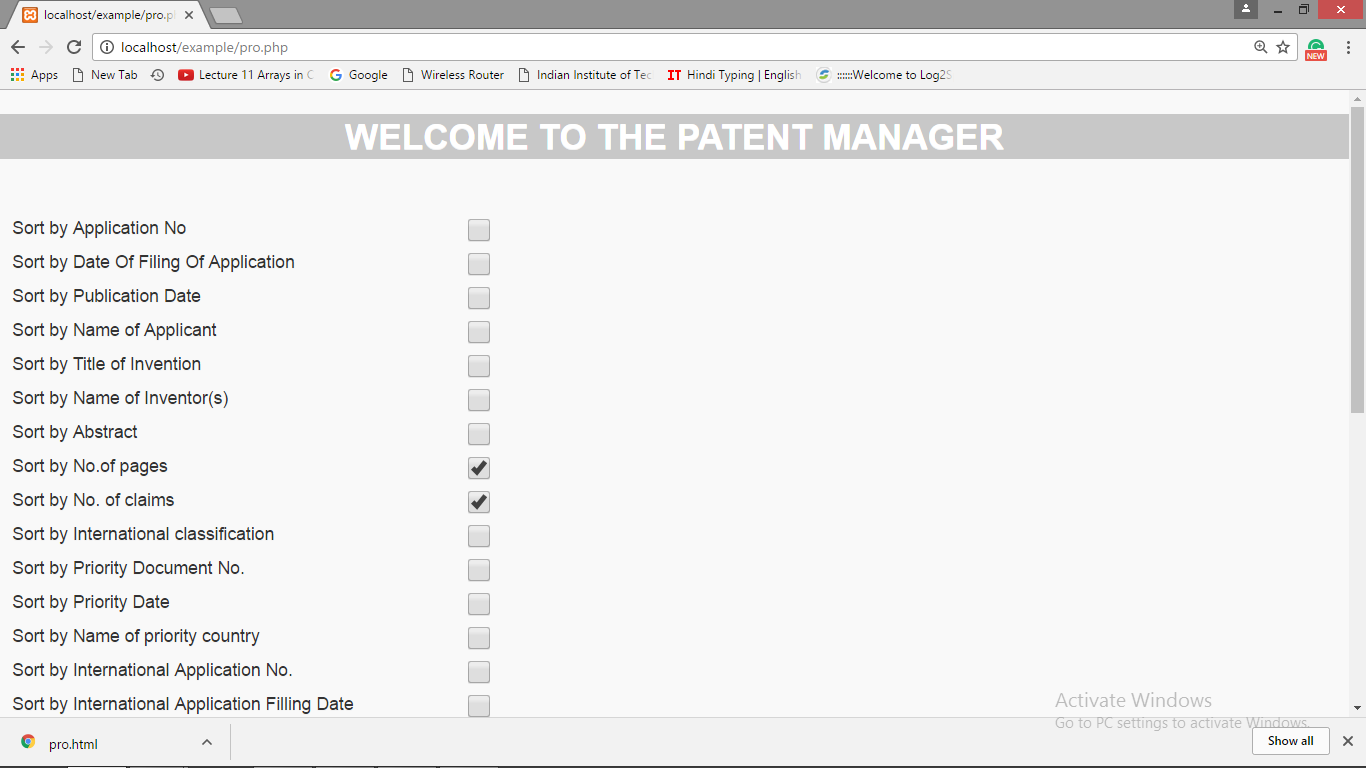 localhost/example/pro.p
localhost/example/pro.php
NEW
Apps
New Tab
Lecture 11 Arrays in C
Google
Wireless Router
Indian Institute of Tec
IT Hindi Typing | English
::::::Welcome to Log2S
WELCOME TO THE PATENT MANAGER
Sort by Application No
Sort by Date Of Filing Of Application
Sort by Publication Date
Sort by Name of Applicant
Sort by Title of Invention
Sort by Name of Inventor(s)
Sort by Abstract
Sort by No.of pages
Sort by No. of claims
Sort by International classification
Sort by Priority Document No.
Sort by Priority Date
Sort by Name of priority country
Sort by International Application No.
Sort by International Application Filling Date
Activate Windows
Go to PC settings to activate Windows.
pro.html
Show all